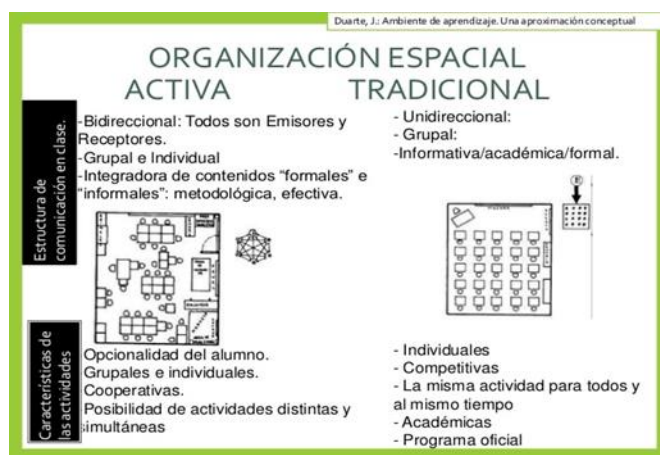 Duarte, J.: Ambiente de aprendizaje. Una aproximación conceptual
ORGANIZACIÓN ESPACIAL
ACTIVA TRADICIONAL
Estructura de
comunicación en clase.
-Bidireccional: Todos son Emisores y
Receptores.
-Grupal e Individual
-Integradora de contenidos "formales" e
"informales": metodológica, efectiva.
- Unidireccional:
- Grupal:
-Informativa/académica/formal.
E
Características de
las actividades
Opcionalidad del alumno.
Grupales e individuales.
Cooperativas.
Posibilidad de actividades distintas y
simultáneas
- Individuales
- Competitivas
- La misma actividad para todos y
al mismo tiempo
- Académicas
- Programa oficial